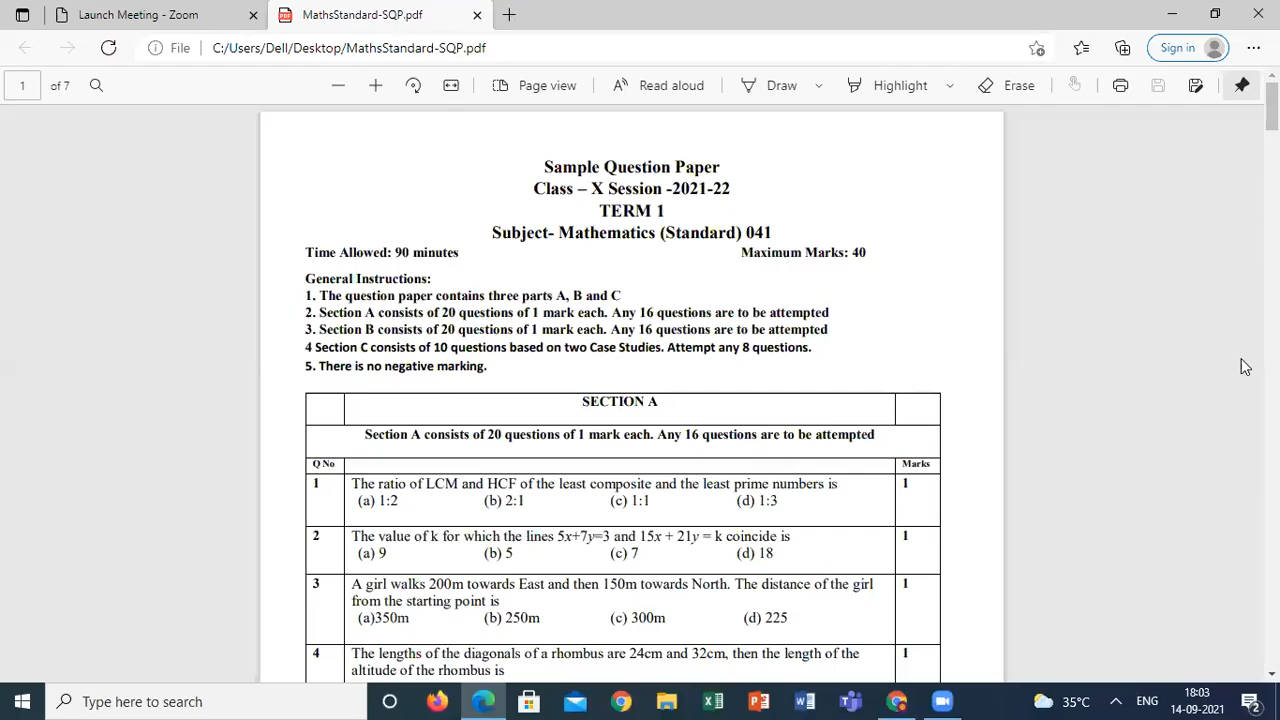 Launch Meeting - Zoom
MathsStandard-SQP.pdf
File C:/Users/Dell/Desktop/MathsStandard-SQP.pdf Sign in
1 of 7 Page view Read aloud Draw Highlight Erase
Sample Question Paper
Class – X Session -2021-22
TERM 1
Subject- Mathematics (Standard) 041
Time Allowed: 90 minutes Maximum Marks: 40
General Instructions:
1. The question paper contains three parts A, B and C
2. Section A consists of 20 questions of 1 mark each. Any 16 questions are to be attempted
3. Section B consists of 20 questions of 1 mark each. Any 16 questions are to be attempted
4 Section C consists of 10 questions based on two Case Studies. Attempt any 8 questions.
5. There is no negative marking.
SECTION A
Section A consists of 20 questions of 1 mark each. Any 16 questions are to be attempted
Q No Marks
1 The ratio of LCM and HCF of the least composite and the least prime numbers is 1
(a) 1:2 (b) 2:1 (c) 1:1 (d) 1:3
2 The value of k for which the lines 5x+7y=3 and 15x + 21y = k coincide is 1
(a) 9 (b) 5 (c) 7 (d) 18
3 A girl walks 200m towards East and then 150m towards North. The distance of the girl 1
from the starting point is
(a)350m (b) 250m (c) 300m (d) 225
4 The lengths of the diagonals of a rhombus are 24cm and 32cm, then the length of the 1
altitude of the rhombus is
Type here to search 35°C ENG 18:03
14-09-2021 2